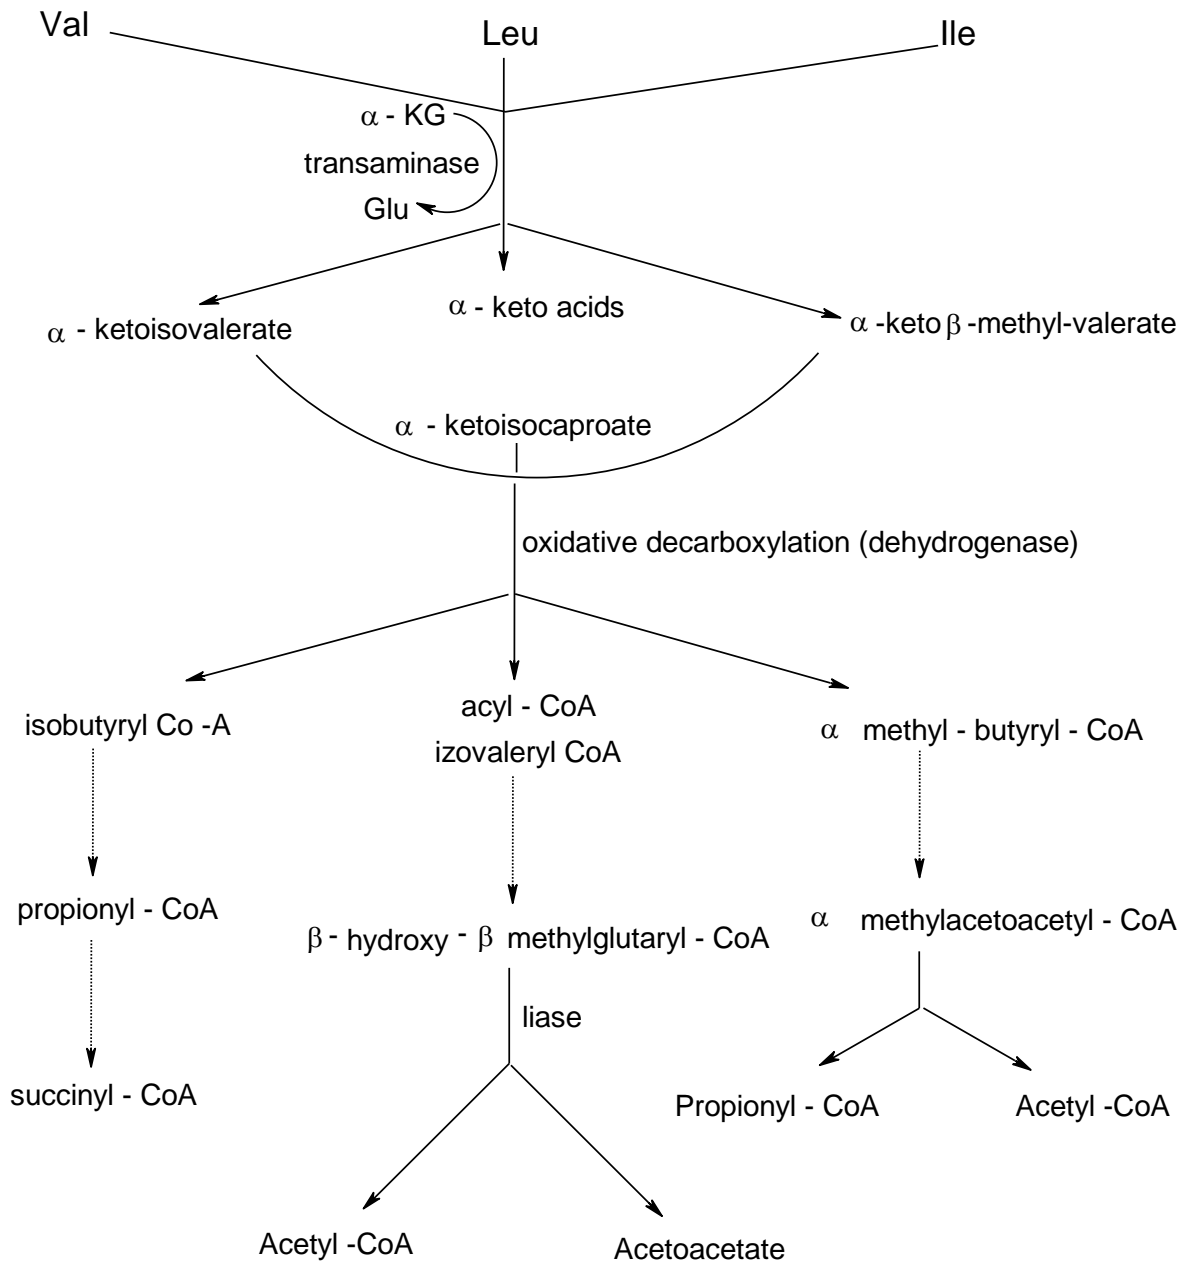 Val
Leu
Ile
α - KG
transaminase
Glu
α - ketoisovalerate
α - keto acids
α -keto β -methyl-valerate
α - ketoisocaproate
oxidative decarboxylation (dehydrogenase)
isobutyryl Co -A
acyl - CoA
izovaleryl CoA
α methyl - butyryl - CoA
propionyl - CoA
β - hydroxy - β methylglutaryl - CoA
α methylacetoacetyl - CoA
liase
succinyl - CoA
Propionyl - CoA
Acetyl -CoA
Acetyl -CoA
Acetoacetate